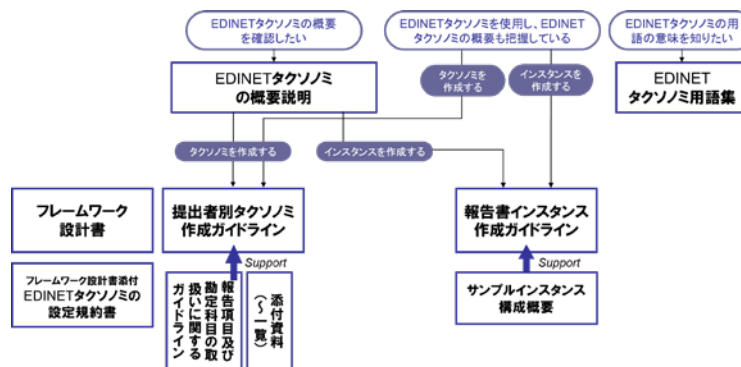 EDINETタクソノミの概要
を確認したい
EDINETタクソノミを使用し、EDINET
タクソノミの概要も把握している
EDINETタクソノミの用
語の意味を知りたい
EDINETタクソノミ
の概要説明
タクソノミを
作成する
インスタンスを
作成する
EDINET
タクソノミ用語集
タクソノミを作成する
インスタンスを作成する
フレームワーク
設計書
提出者別タクソノミ
作成ガイドライン
報告書インスタンス
作成ガイドライン
Support
Support
フレームワーク設計書添付
EDINETタクソノミの
設定規約書
報告項目及び
勘定科目の取
扱いに関する
ガイドライン
添付資料
(～一覧)
サンプルインスタンス
構成概要